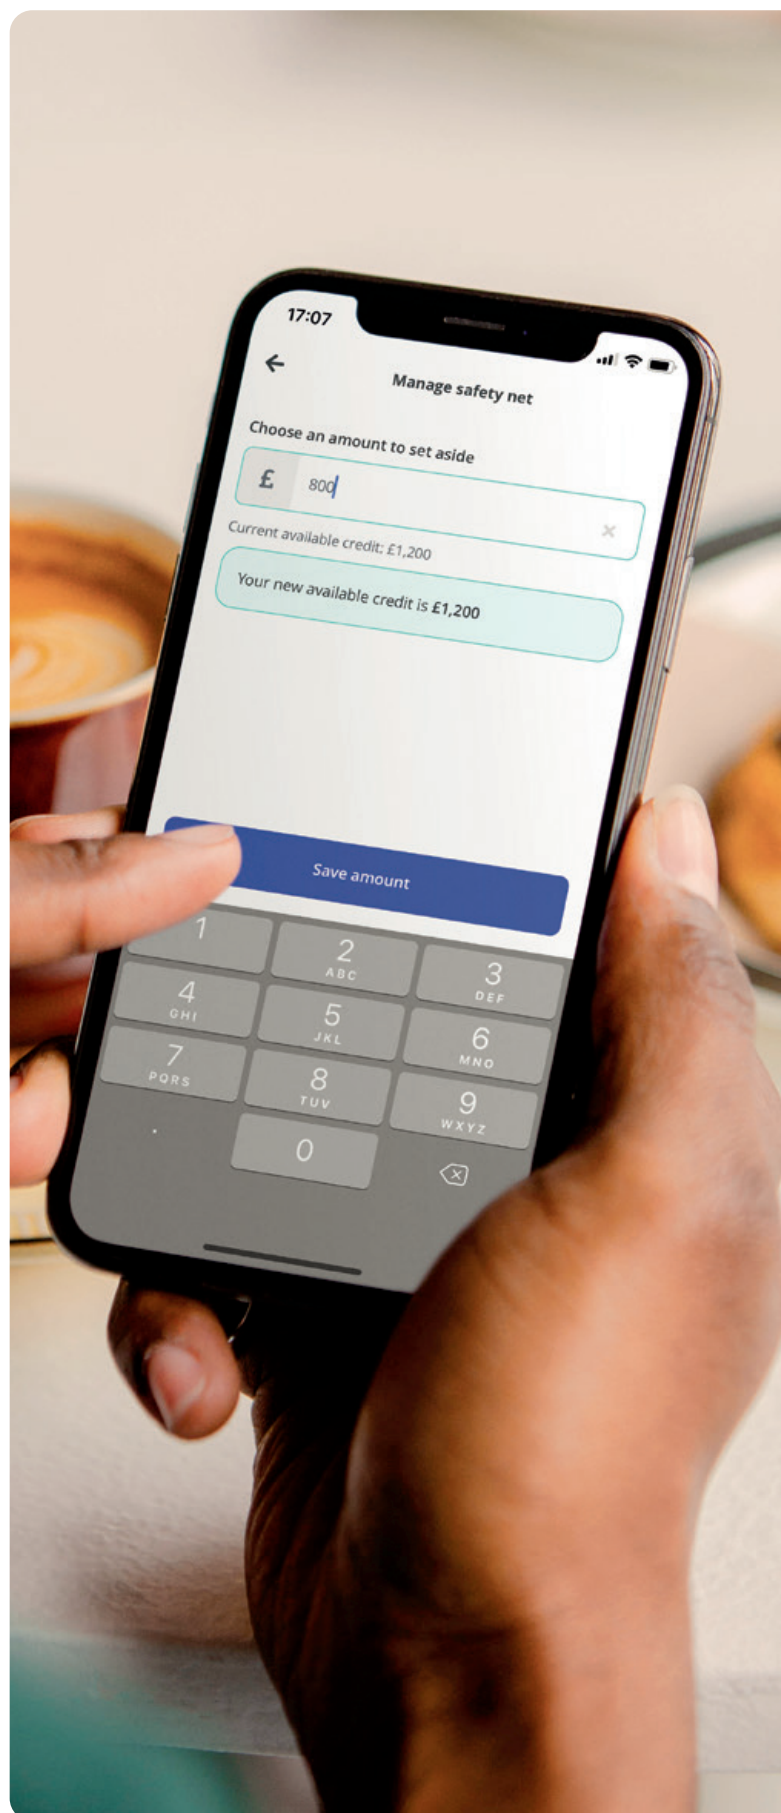 17:07
Manage safety net
Choose an amount to set aside
£ 800
Current available credit: £1,200
Your new available credit is £1,200
Save amount
1
2
ABC
3
DEF
4
GHI
5
JKL
6
MNO
7
PQRS
8
TUV
9
WXYZ
.
0